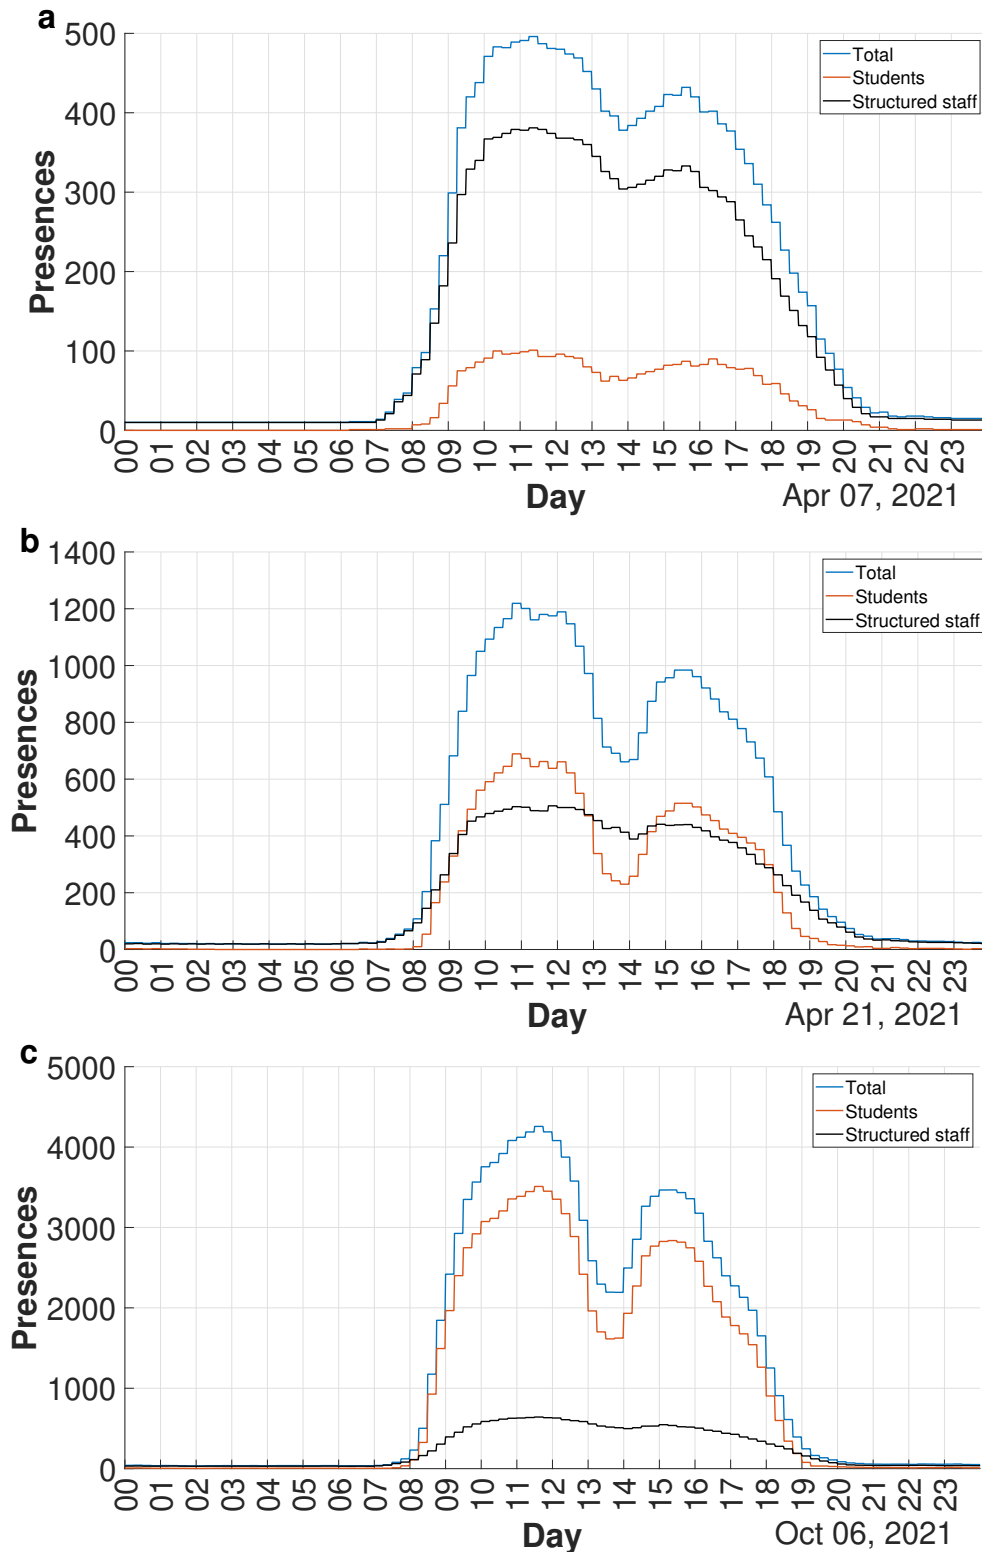 a
500
400
300
200
100
0
Presences
Total
Students
Structured staff
00 01 02 03 04 05 06 07 08 09 10 11 12 13 14 15 16 17 18 19 20 21 22 23
Day
Apr 07, 2021
b
1400
1200
1000
800
600
400
200
0
Presences
Total
Students
Structured staff
00 01 02 03 04 05 06 07 08 09 10 11 12 13 14 15 16 17 18 19 20 21 22 23
Day
Apr 21, 2021
c
5000
4000
3000
2000
1000
0
Presences
Total
Students
Structured staff
00 01 02 03 04 05 06 07 08 09 10 11 12 13 14 15 16 17 18 19 20 21 22 23
Day
Oct 06, 2021